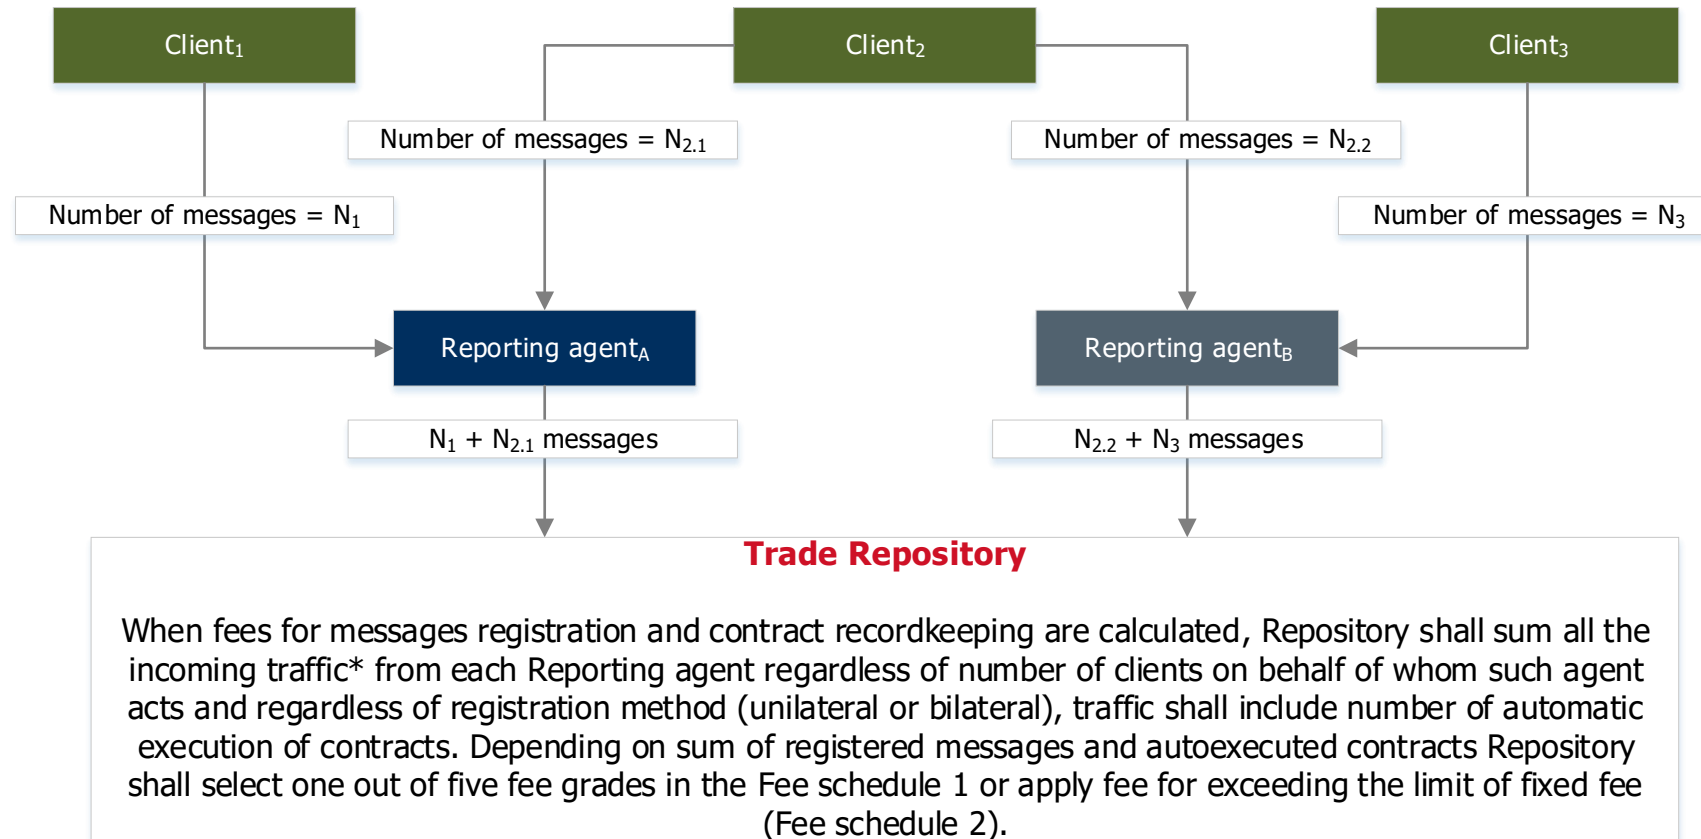 Client₁
Client₂
Client₃
Number of messages = N₂.₁
Number of messages = N₂.₂
Number of messages = N₁
Number of messages = N₃
Reporting agentA
Reporting agentB
N₁ + N₂.₁ messages
N₂.₂ + N₃ messages
Trade Repository
When fees for messages registration and contract recordkeeping are calculated, Repository shall sum all the
incoming traffic* from each Reporting agent regardless of number of clients on behalf of whom such agent
acts and regardless of registration method (unilateral or bilateral), traffic shall include number of automatic
execution of contracts. Depending on sum of registered messages and autoexecuted contracts Repository
shall select one out of five fee grades in the Fee schedule 1 or apply fee for exceeding the limit of fixed fee
(Fee schedule 2).